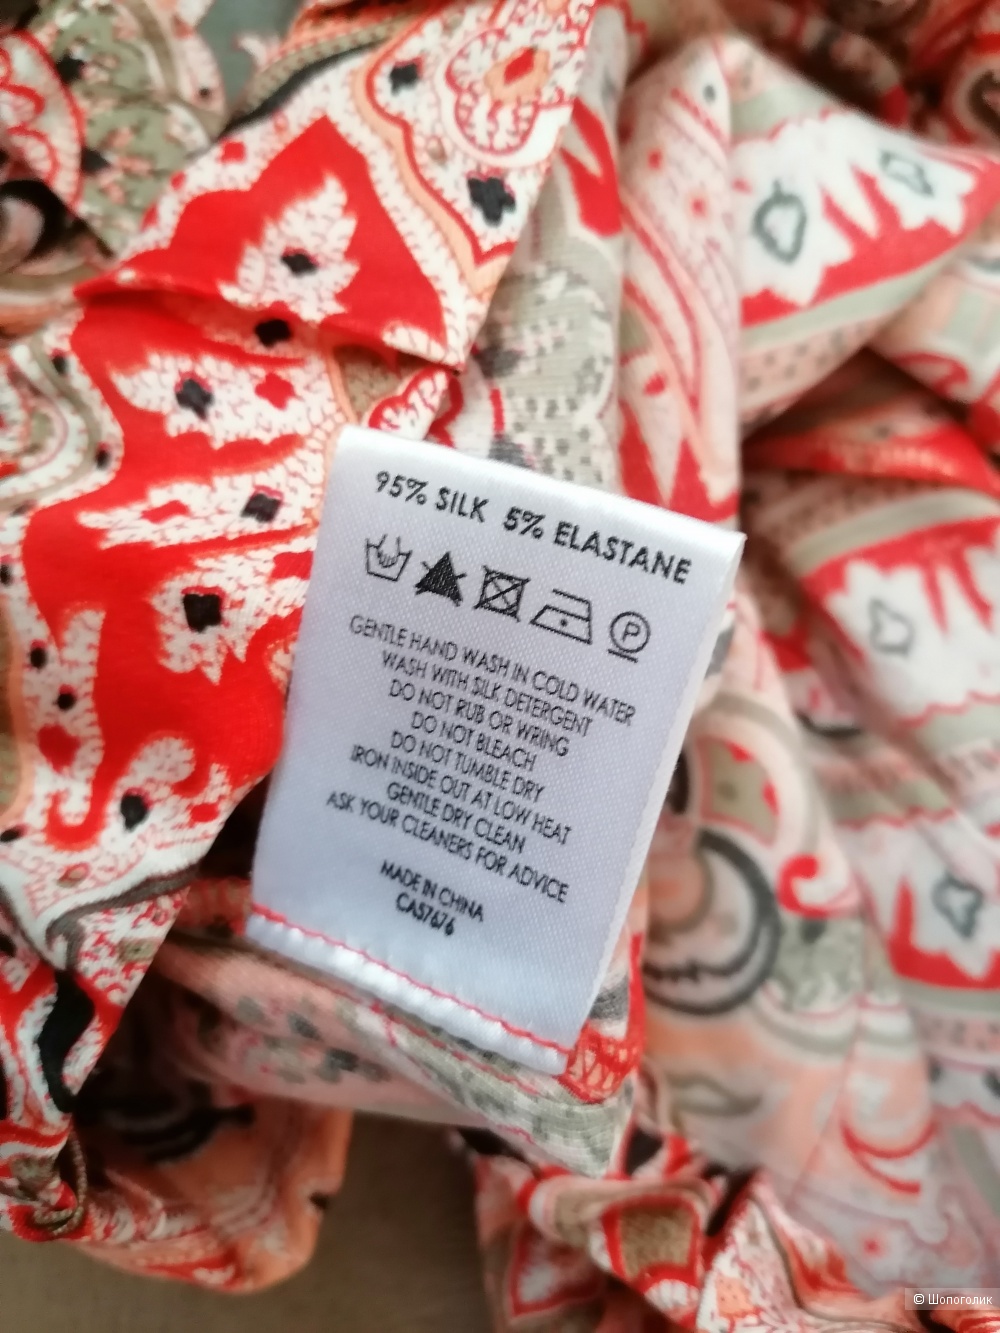 95% SILK 5% ELASTANE
P
GENTLE HAND WASH IN COLD WATER
WASH WITH SILK DETERGENT
DO NOT RUB OR WRING
DO NOT BLEACH
DO NOT TUMBLE DRY
IRON INSIDE OUT AT LOW HEAT
GENTLE DRY CLEAN
ASK YOUR CLEANERS FOR ADVICE
MADE IN CHINA
CAS7676
© Шопоголик